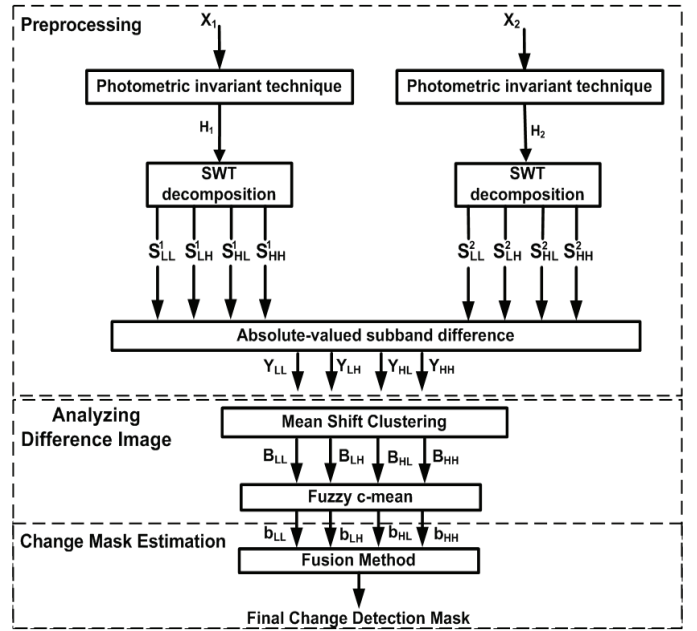 Preprocessing
X1 X2
Photometric invariant technique Photometric invariant technique
H1 H2
SWT decomposition SWT decomposition
S¹LL S¹LH S¹HL S¹HH S²LL S²LH S²HL S²HH
Absolute-valued subband difference
YLL YLH YHL YHH
Analyzing
Difference Image
Mean Shift Clustering
BLL BLH BHL BHH
Fuzzy c-mean
Change Mask Estimation
bLL bLH bHL bHH
Fusion Method
Final Change Detection Mask